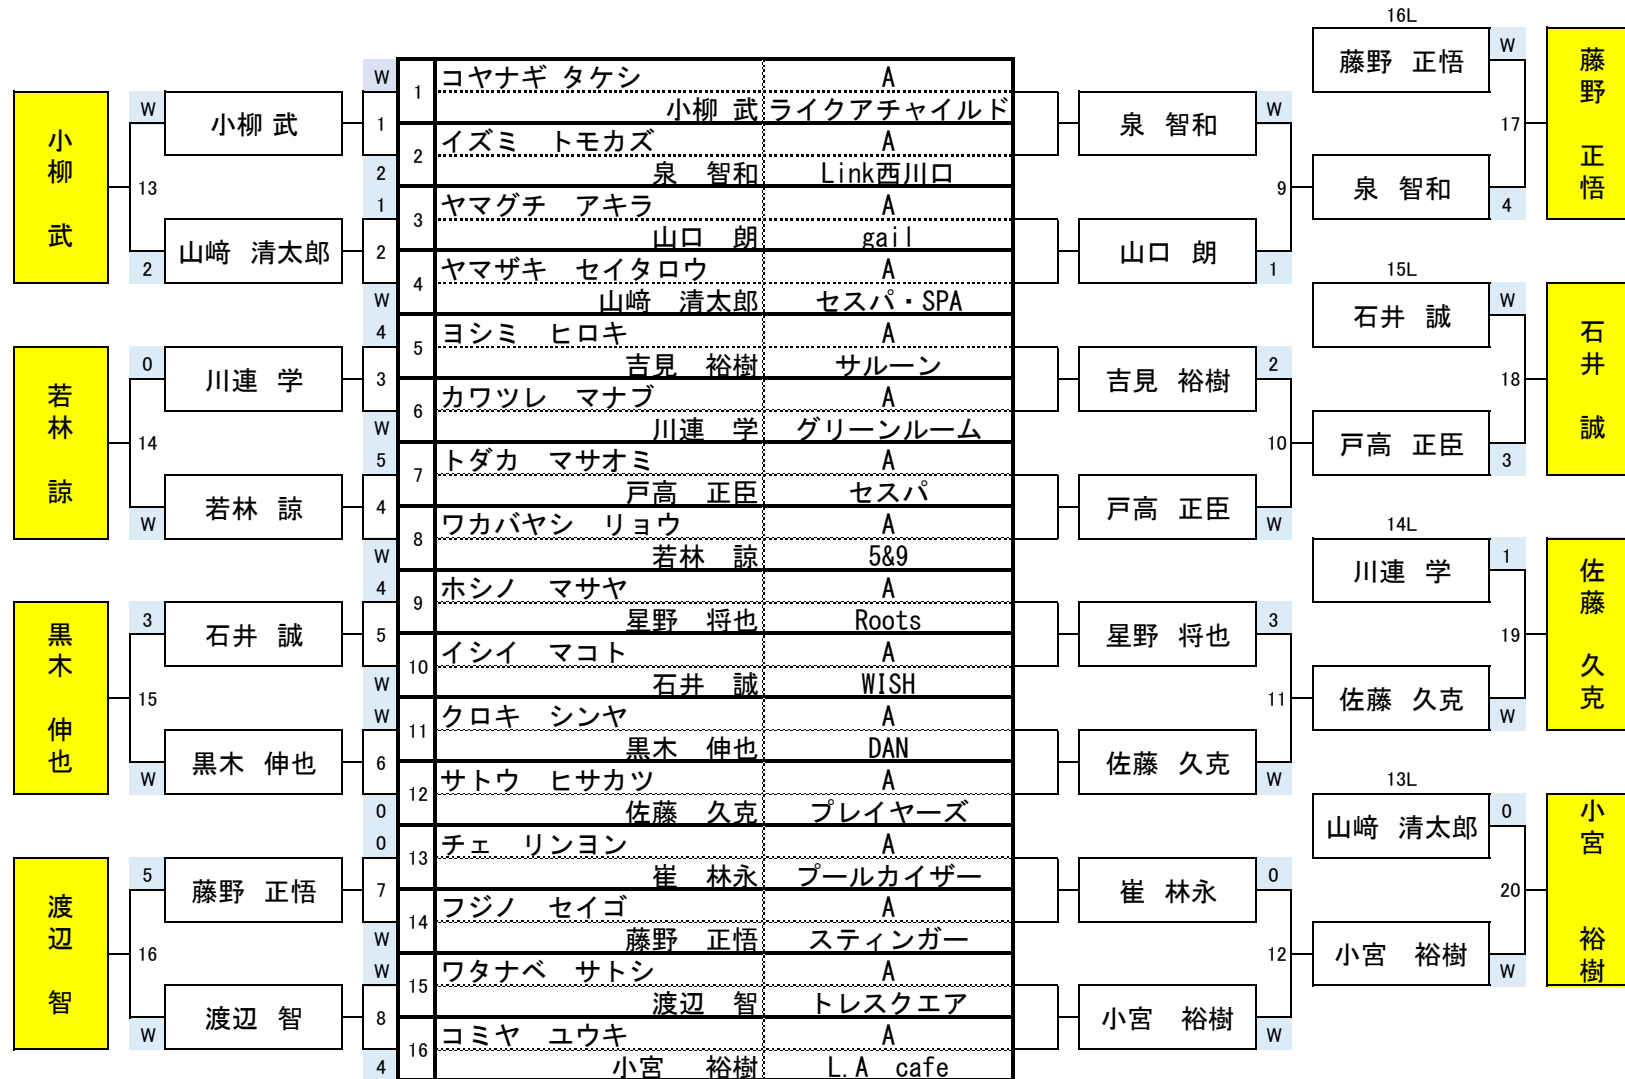 16L
W
藤野 正悟
藤野 正悟
17
泉 智和
4
W
1
コヤナギ タケシ
A
小柳 武
ライクアチャイルド
1
2
2
イズミ トモカズ
A
泉 智和
Link西川口
1
3
ヤマグチ アキラ
A
山口 朗
gail
2
W
4
ヤマザキ セイタロウ
A
山﨑 清太郎
セスパ・SPA
4
5
ヨシミ ヒロキ
A
吉見 裕樹
サルーン
3
W
6
カワツレ マナブ
A
川連 学
グリーンルーム
5
7
トダカ マサオミ
A
戸高 正臣
セスパ
4
W
8
ワカバヤシ リョウ
A
若林 諒
5&9
4
9
ホシノ マサヤ
A
星野 将也
Roots
5
W
10
イシイ マコト
A
石井 誠
WISH
W
11
クロキ シンヤ
A
黒木 伸也
DAN
6
0
12
サトウ ヒサカツ
A
佐藤 久克
プレイヤーズ
0
13
チェ リンヨン
A
崔 林永
プールカイザー
7
W
14
フジノ セイゴ
A
藤野 正悟
スティンガー
W
15
ワタナベ サトシ
A
渡辺 智
トレスクエア
8
4
16
コミヤ ユウキ
A
小宮 裕樹
L.A cafe
小柳 武
13
W
小柳 武
2
山﨑 清太郎
若林 諒
14
0
川連 学
W
若林 諒
黒木 伸也
15
3
石井 誠
W
黒木 伸也
渡辺 智
16
5
藤野 正悟
W
渡辺 智
泉 智和
W
9
山口 朗
1
吉見 裕樹
2
10
戸高 正臣
W
星野 将也
3
11
佐藤 久克
W
崔 林永
0
12
小宮 裕樹
W
15L
石井 誠
W
18
戸高 正臣
3
石井 誠
14L
川連 学
1
19
佐藤 久克
W
佐藤 久克
13L
山﨑 清太郎
0
20
小宮 裕樹
W
小宮 裕樹